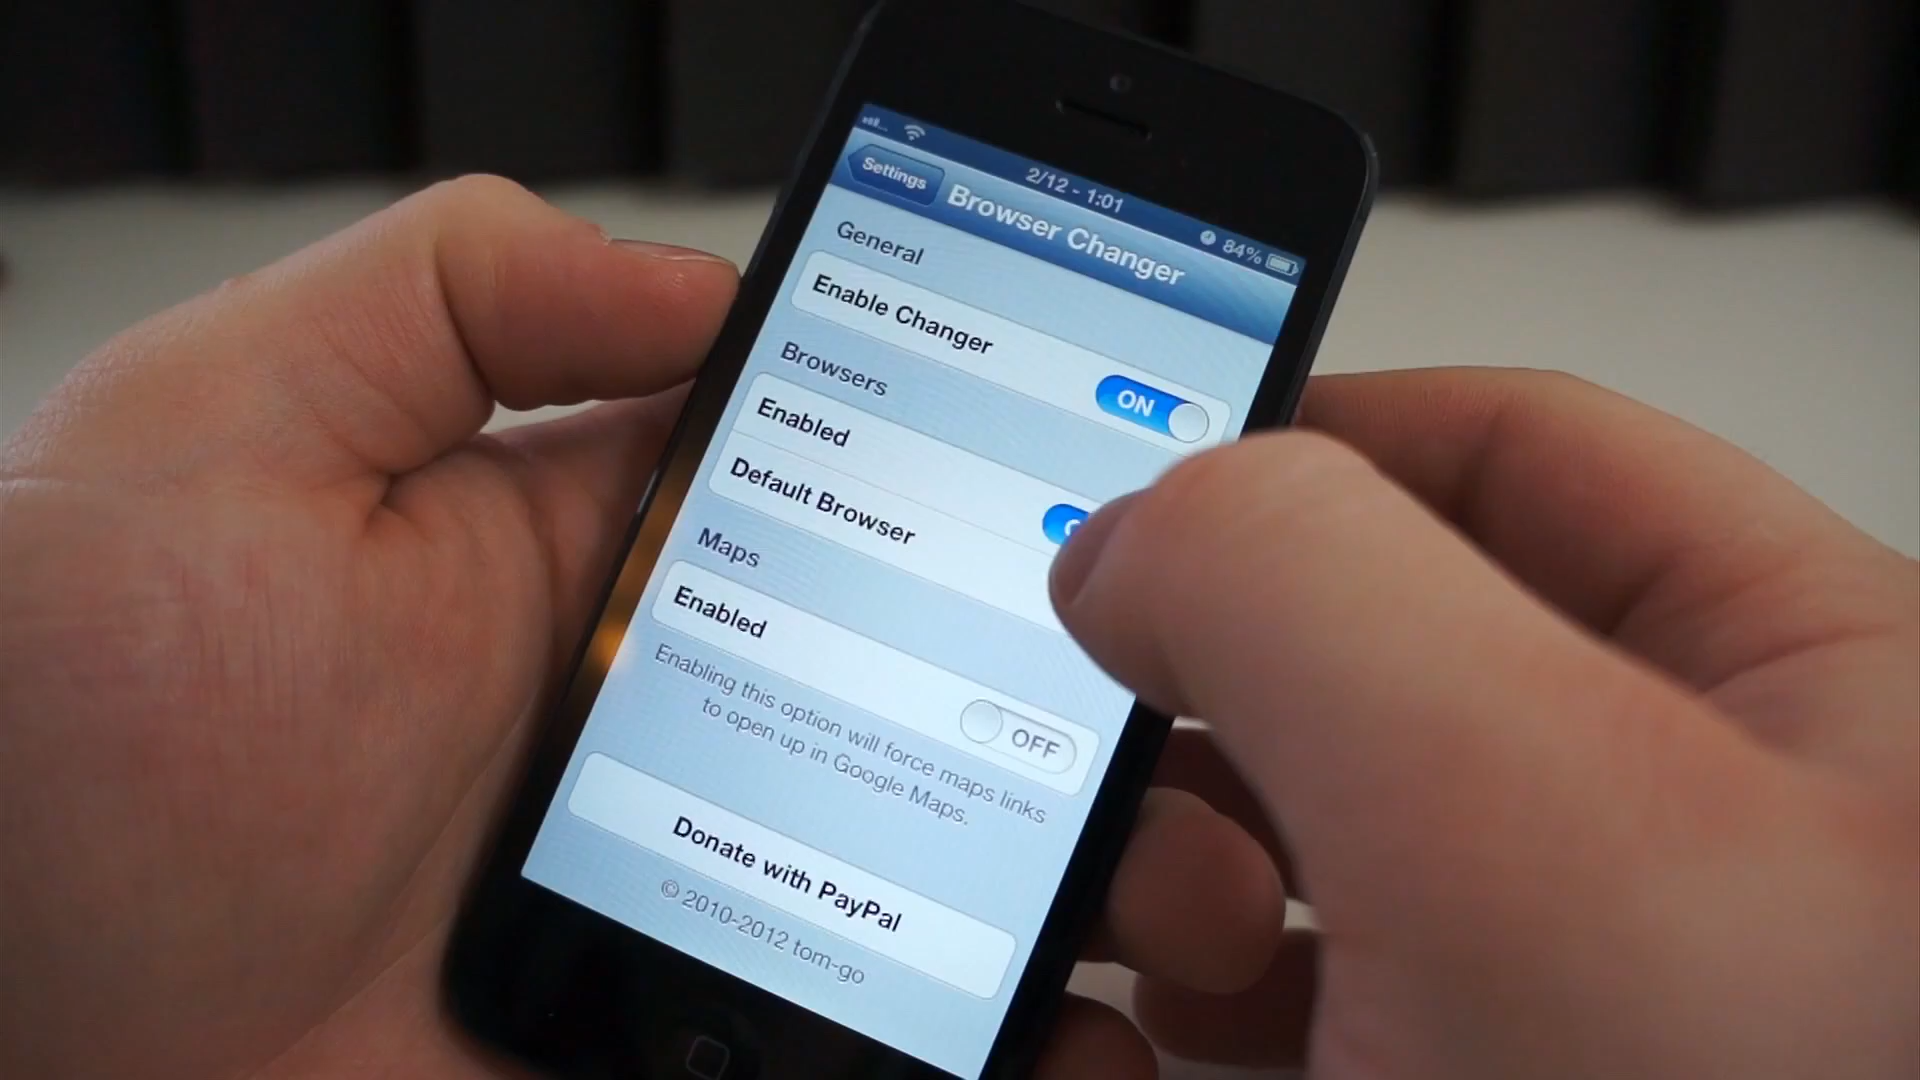 2/12 - 1:01
84%
Settings
Browser Changer
General
Enable Changer
ON
Browsers
Enabled
Default Browser
Maps
Enabled
OFF
Enabling this option will force maps links
to open up in Google Maps.
Donate with PayPal
© 2010-2012 tom-go